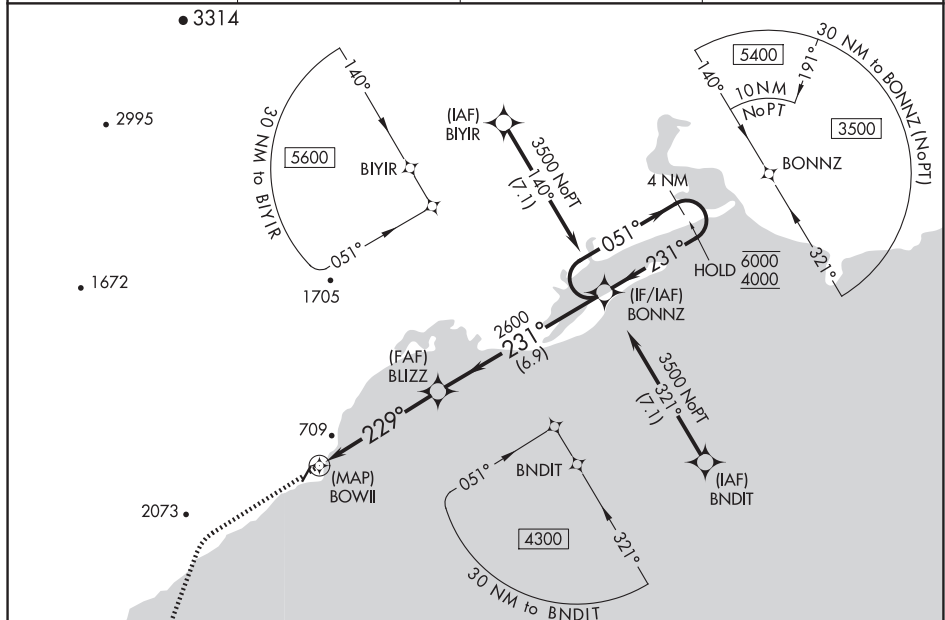 3314
2995
1672
1705
140°
30 NM to BIYIR
5600
BIYIR
051°
(IAF)
BIYIR
3500 NoPT
140°
(7.1)
4 NM
051°
231°
HOLD
6000
4000
(IF/IAF)
BONNZ
30 NM to BONNZ (NoPT)
5400
140°
191°
10 NM
NoPT
3500
BONNZ
321°
2600
231°
(6.9)
(FAF)
BLIZZ
229°
709
(MAP)
BOWII
2073
3500 NoPT
321°
(7.1)
(IAF)
BNDIT
051°
BNDIT
4300
321°
30 NM to BNDIT